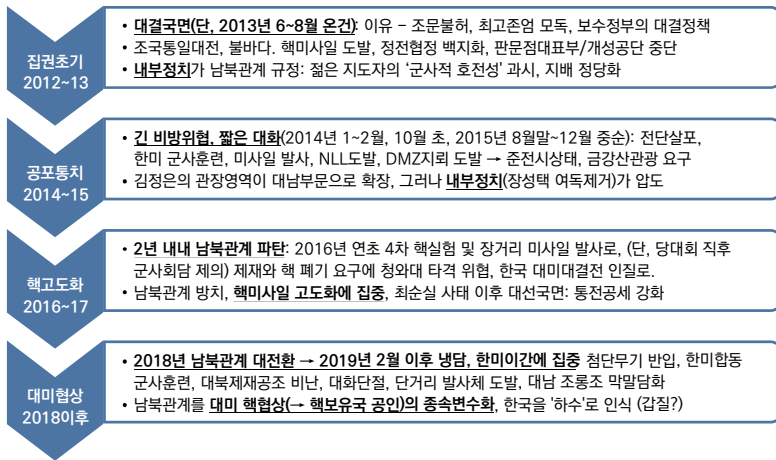 집권초기
2012~13
• 대결국면(단, 2013년 6~8월 온건): 이유 – 조문불허, 최고존엄 모독, 보수정부의 대결정책
• 조국통일대전, 불바다. 핵미사일 도발, 정전협정 백지화, 판문점대표부/개성공단 중단
• 내부정치가 남북관계 규정: 젊은 지도자의 ‘군사적 호전성’ 과시, 지배 정당화
공포통치
2014~15
• 긴 비방위협, 짧은 대화(2014년 1~2월, 10월 초, 2015년 8월말~12월 중순): 전단살포,
한미 군사훈련, 미사일 발사, NLL도발, DMZ지뢰 도발 → 준전시상태, 금강산관광 요구
• 김정은의 관장영역이 대남부문으로 확장, 그러나 내부정치(장성택 여독제거)가 압도
핵고도화
2016~17
• 2년 내내 남북관계 파탄: 2016년 연초 4차 핵실험 및 장거리 미사일 발사로, (단, 당대회 직후
군사회담 제의) 제재와 핵 폐기 요구에 청와대 타격 위협, 한국 대미대결전 인질로.
• 남북관계 방치, 핵미사일 고도화에 집중, 최순실 사태 이후 대선국면: 통전공세 강화
대미협상
2018이후
• 2018년 남북관계 대전환 → 2019년 2월 이후 냉담, 한미이간에 집중 첨단무기 반입, 한미합동
군사훈련, 대북제재공조 비난, 대화단절, 단거리 발사체 도발, 대남 조롱조 막말담화
• 남북관계를 대미 핵협상(→ 핵보유국 공인)의 종속변수화, 한국을 '하수'로 인식 (갑질?)